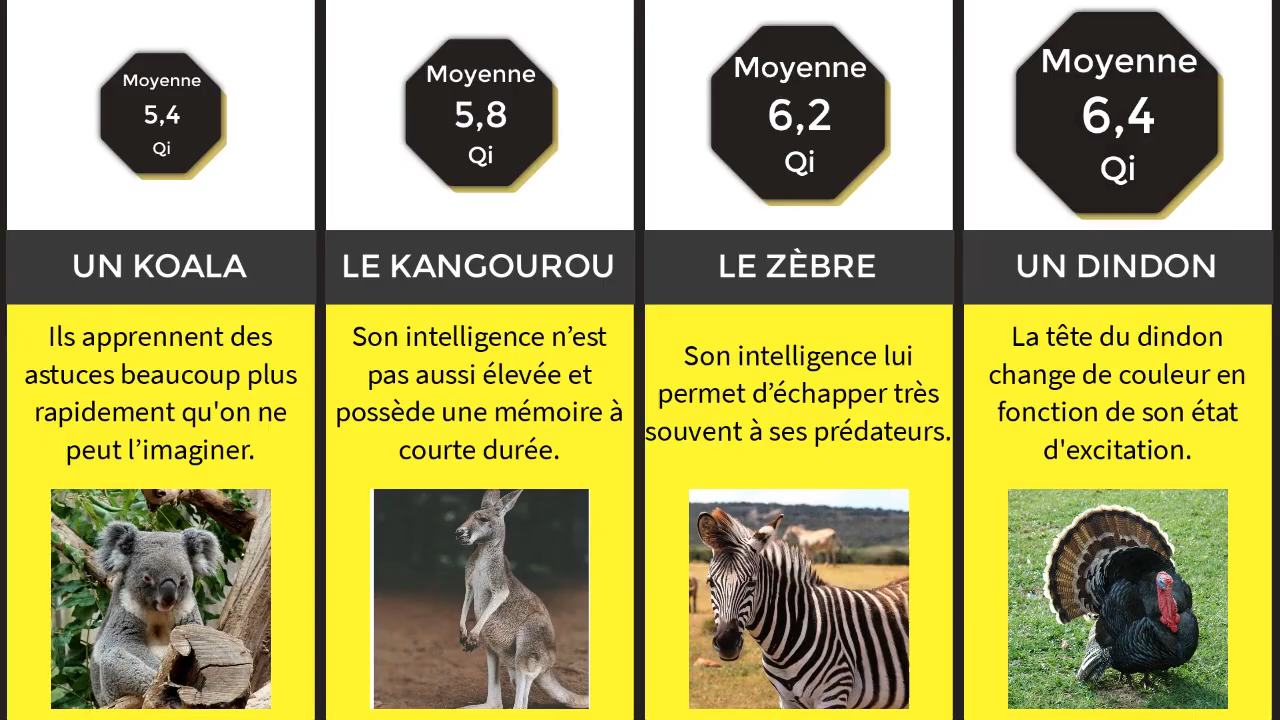 Moyenne
5,4
Qi
UN KOALA
Ils apprennent des
astuces beaucoup plus
rapidement qu'on ne
peut l’imaginer.
Moyenne
5,8
Qi
LE KANGOUROU
Son intelligence n’est
pas aussi élevée et
possède une mémoire à
courte durée.
Moyenne
6,2
Qi
LE ZÈBRE
Son intelligence lui
permet d’échapper très
souvent à ses prédateurs.
Moyenne
6,4
Qi
UN DINDON
La tête du dindon
change de couleur en
fonction de son état
d'excitation.